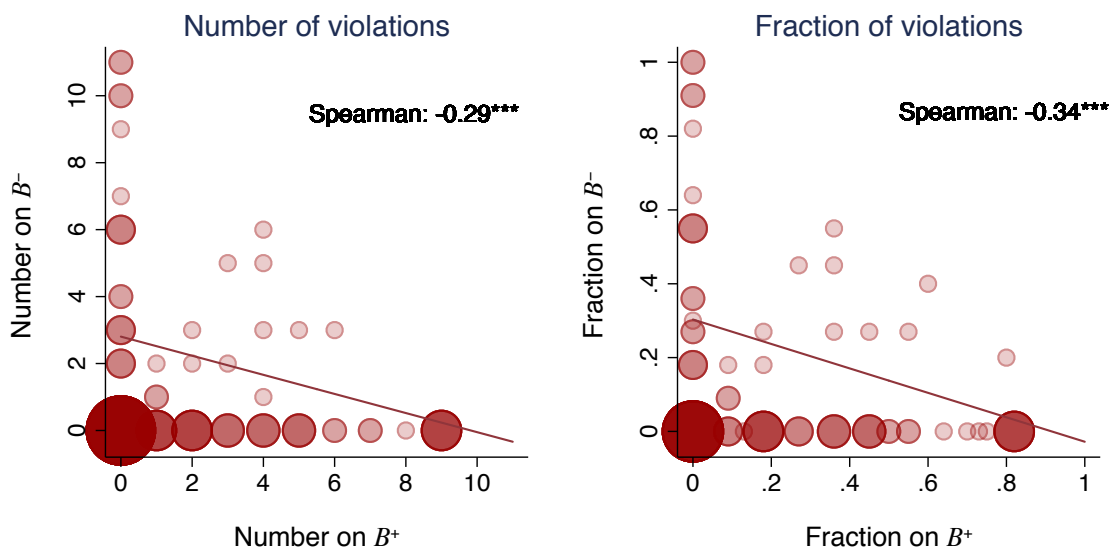 Number of violations
Spearman: -0.29***
Number on B⁻
10
8
6
4
2
0
0 2 4 6 8 10
Number on B⁺
Fraction of violations
Spearman: -0.34***
Fraction on B⁻
1
.8
.6
.4
.2
0
0 .2 .4 .6 .8 1
Fraction on B⁺